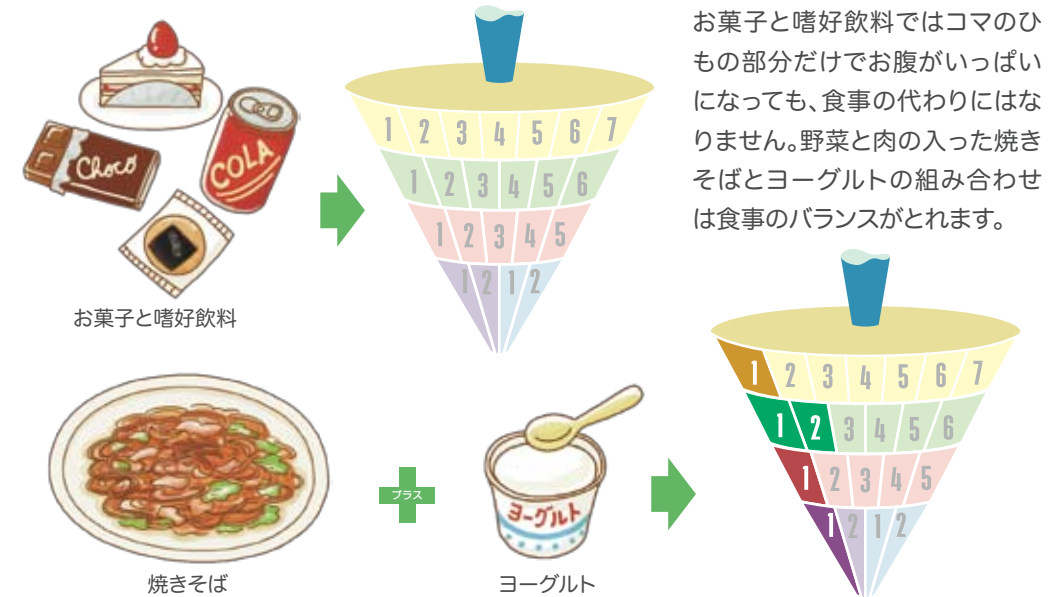 お菓子と嗜好飲料ではコマのひ
もの部分だけでお腹がいっぱい
になっても、食事の代わりにはな
りません。野菜と肉の入った焼き
そばとヨーグルトの組み合わせ
は食事のバランスがとれます。
Choco
COLA
お菓子と嗜好飲料
1 2 3 4 5 6 7
1 2 3 4 5 6
1 2 3 4 5
1 2 1 2
焼きそば
プラス
ヨーグルト
ヨーグルト
1 2 3 4 5 6 7
1 2 3 4 5 6
1 2 3 4 5
1 2 1 2